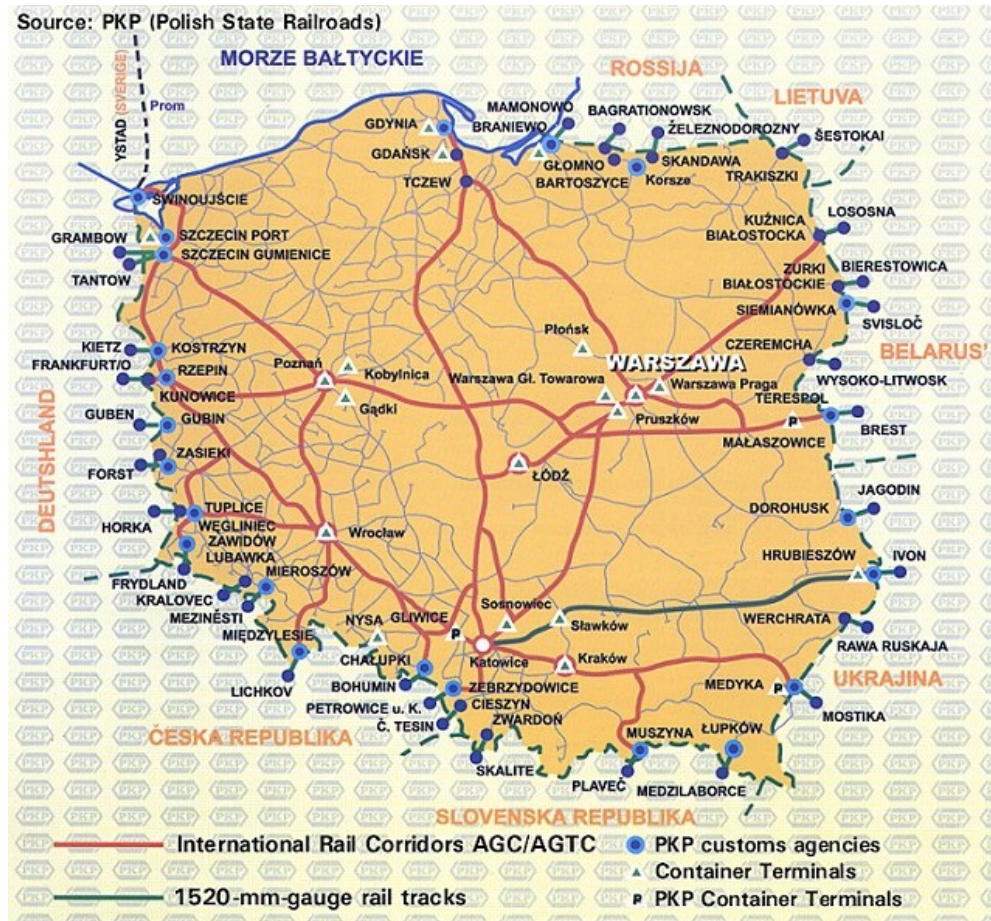 Source: PKP (Polish State Railroads)
MORZE BAŁTYCKIE
ROSSIJA
LIETUVA
YSTAD (SVERIGE)
Prom
MAMONOWO
BAGRATIONOWSK
GDYNIA
BRANIEWO
ŽELEZNODOROZNY
ŠESTOKAI
GDAŃSK
GŁOMNO
SKANDAWA
BARTOSZYCE
Korsze
TRAKISZKI
TCZEW
ŚWINOUJŚCIE
LOSOSNA
KUŹNICA
BIAŁOSTOCKA
GRAMBOW
SZCZECIN PORT
SZCZECIN GUMIENICE
TANTOW
ZURKI
BIAŁOSTOCKIE
BIERESTOWICA
SIEMIANÓWKA
SVISLOČ
Płońsk
CZEREMCHA
BELARUS'
KIETZ
KOSTRZYN
WARSZAWA
FRANKFURT/O
RZEPIN
Poznań
Kobylnica
Warszawa Gł. Towarowa
Warszawa Praga
WYSOKO-LITWOSK
KUNOWICE
Gądki
TERESPOL
GUBEN
GUBIN
Pruszków
P
BREST
MAŁASZOWICE
DEUTSHLAND
ZASIEKI
FORST
ŁÓDŹ
JAGODIN
TUPLICE
DOROHUSK
HORKA
WĘGLINIEC
ZAWIDÓW
Wrocław
LUBAWKA
HRUBIESZÓW
IVON
FRYDLAND
MIEROSZÓW
KRALOVEC
MEZINĚSTI
Sosnowiec
NYSA
GLIWICE
Sławków
WERCHRATA
MIĘDZYLESIE
P
RAWA RUSKAJA
CHAŁUPKI
Katowice
Kraków
LICHKOV
BOHUMIN
ZEBRZYDOWICE
MEDYKA
P
UKRAJINA
PETROWICE u. K.
CIESZYN
MOSTIKA
Č. TESIN
ZWARDOŃ
ČESKA REPUBLIKA
MUSZYNA
ŁUPKÓW
SKALITE
PLAVEČ
MEDZILABORCE
SLOVENSKA REPUBLIKA
International Rail Corridors AGC/AGTC
PKP customs agencies
Container Terminals
1520-mm-gauge rail tracks
P PKP Container Terminals